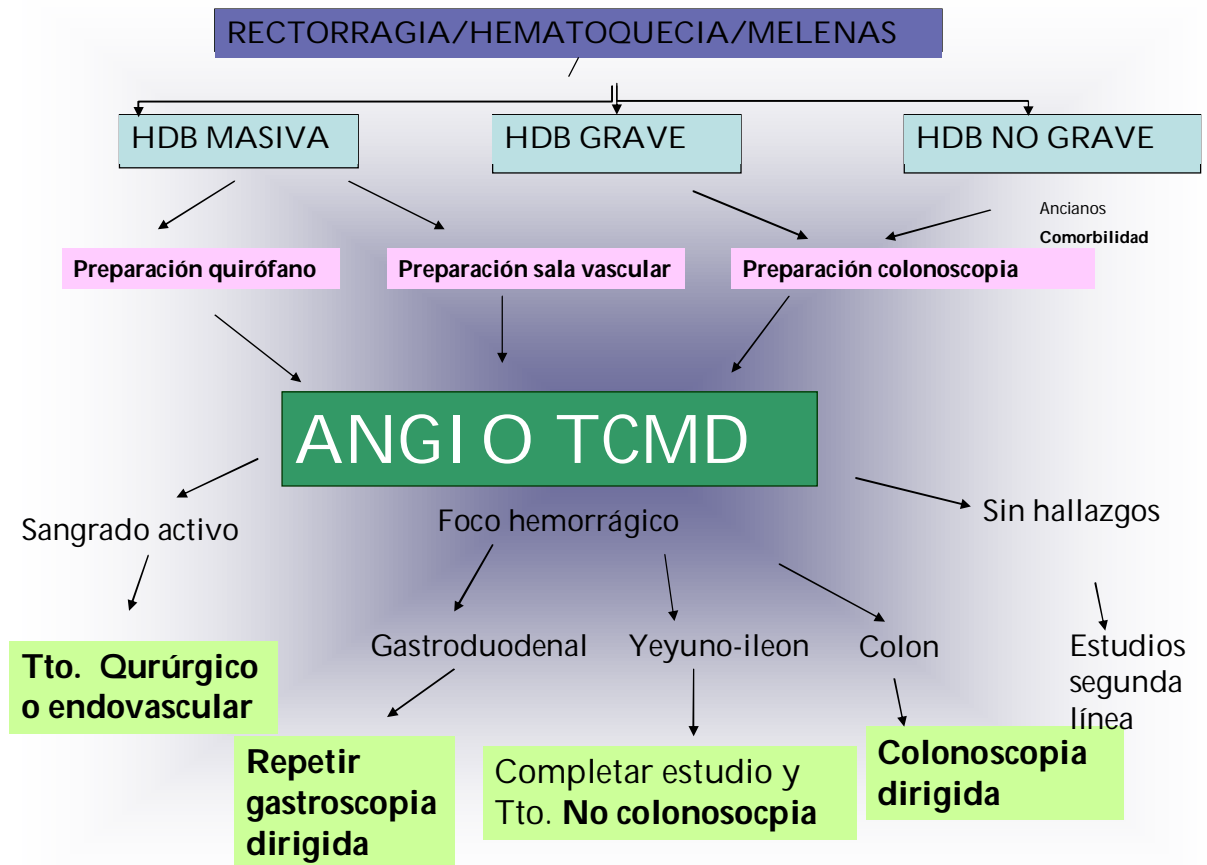 RECTORRAGIA/HEMATOQUECIA/MELENAS
HDB MASIVA
HDB GRAVE
HDB NO GRAVE
Ancianos
Comorbilidad
Preparación quirófano
Preparación sala vascular
Preparación colonoscopia
ANGIO TCMD
Sangrado activo
Foco hemorrágico
Sin hallazgos
Gastroduodenal
Yeyuno-ileon
Colon
Estudios
segunda
línea
Tto. Qurúrgico
o endovascular
Repetir
gastroscopia
dirigida
Completar estudio y
Tto. No colonosocpia
Colonoscopia
dirigida